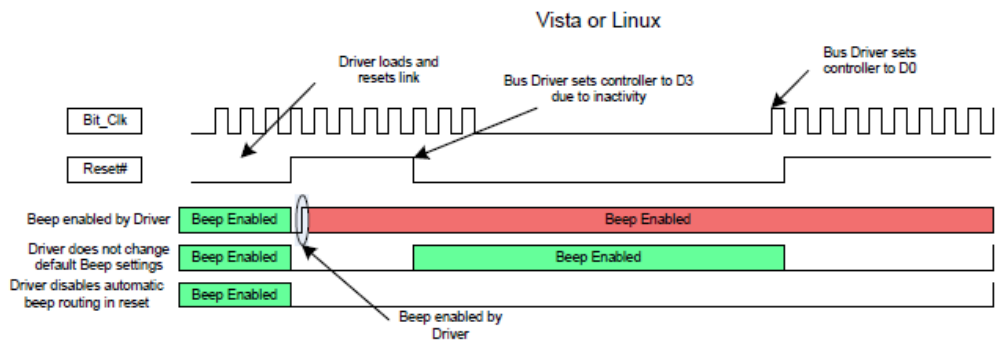 Vista or Linux
Driver loads and
resets link
Bus Driver sets controller to D3
due to inactivity
Bus Driver sets
controller to D0
Bit_Clk
Reset#
Beep enabled by Driver
Beep Enabled
Beep Enabled
Driver does not change
default Beep settings
Beep Enabled
Beep Enabled
Driver disables automatic
beep routing in reset
Beep Enabled
Beep enabled by
Driver